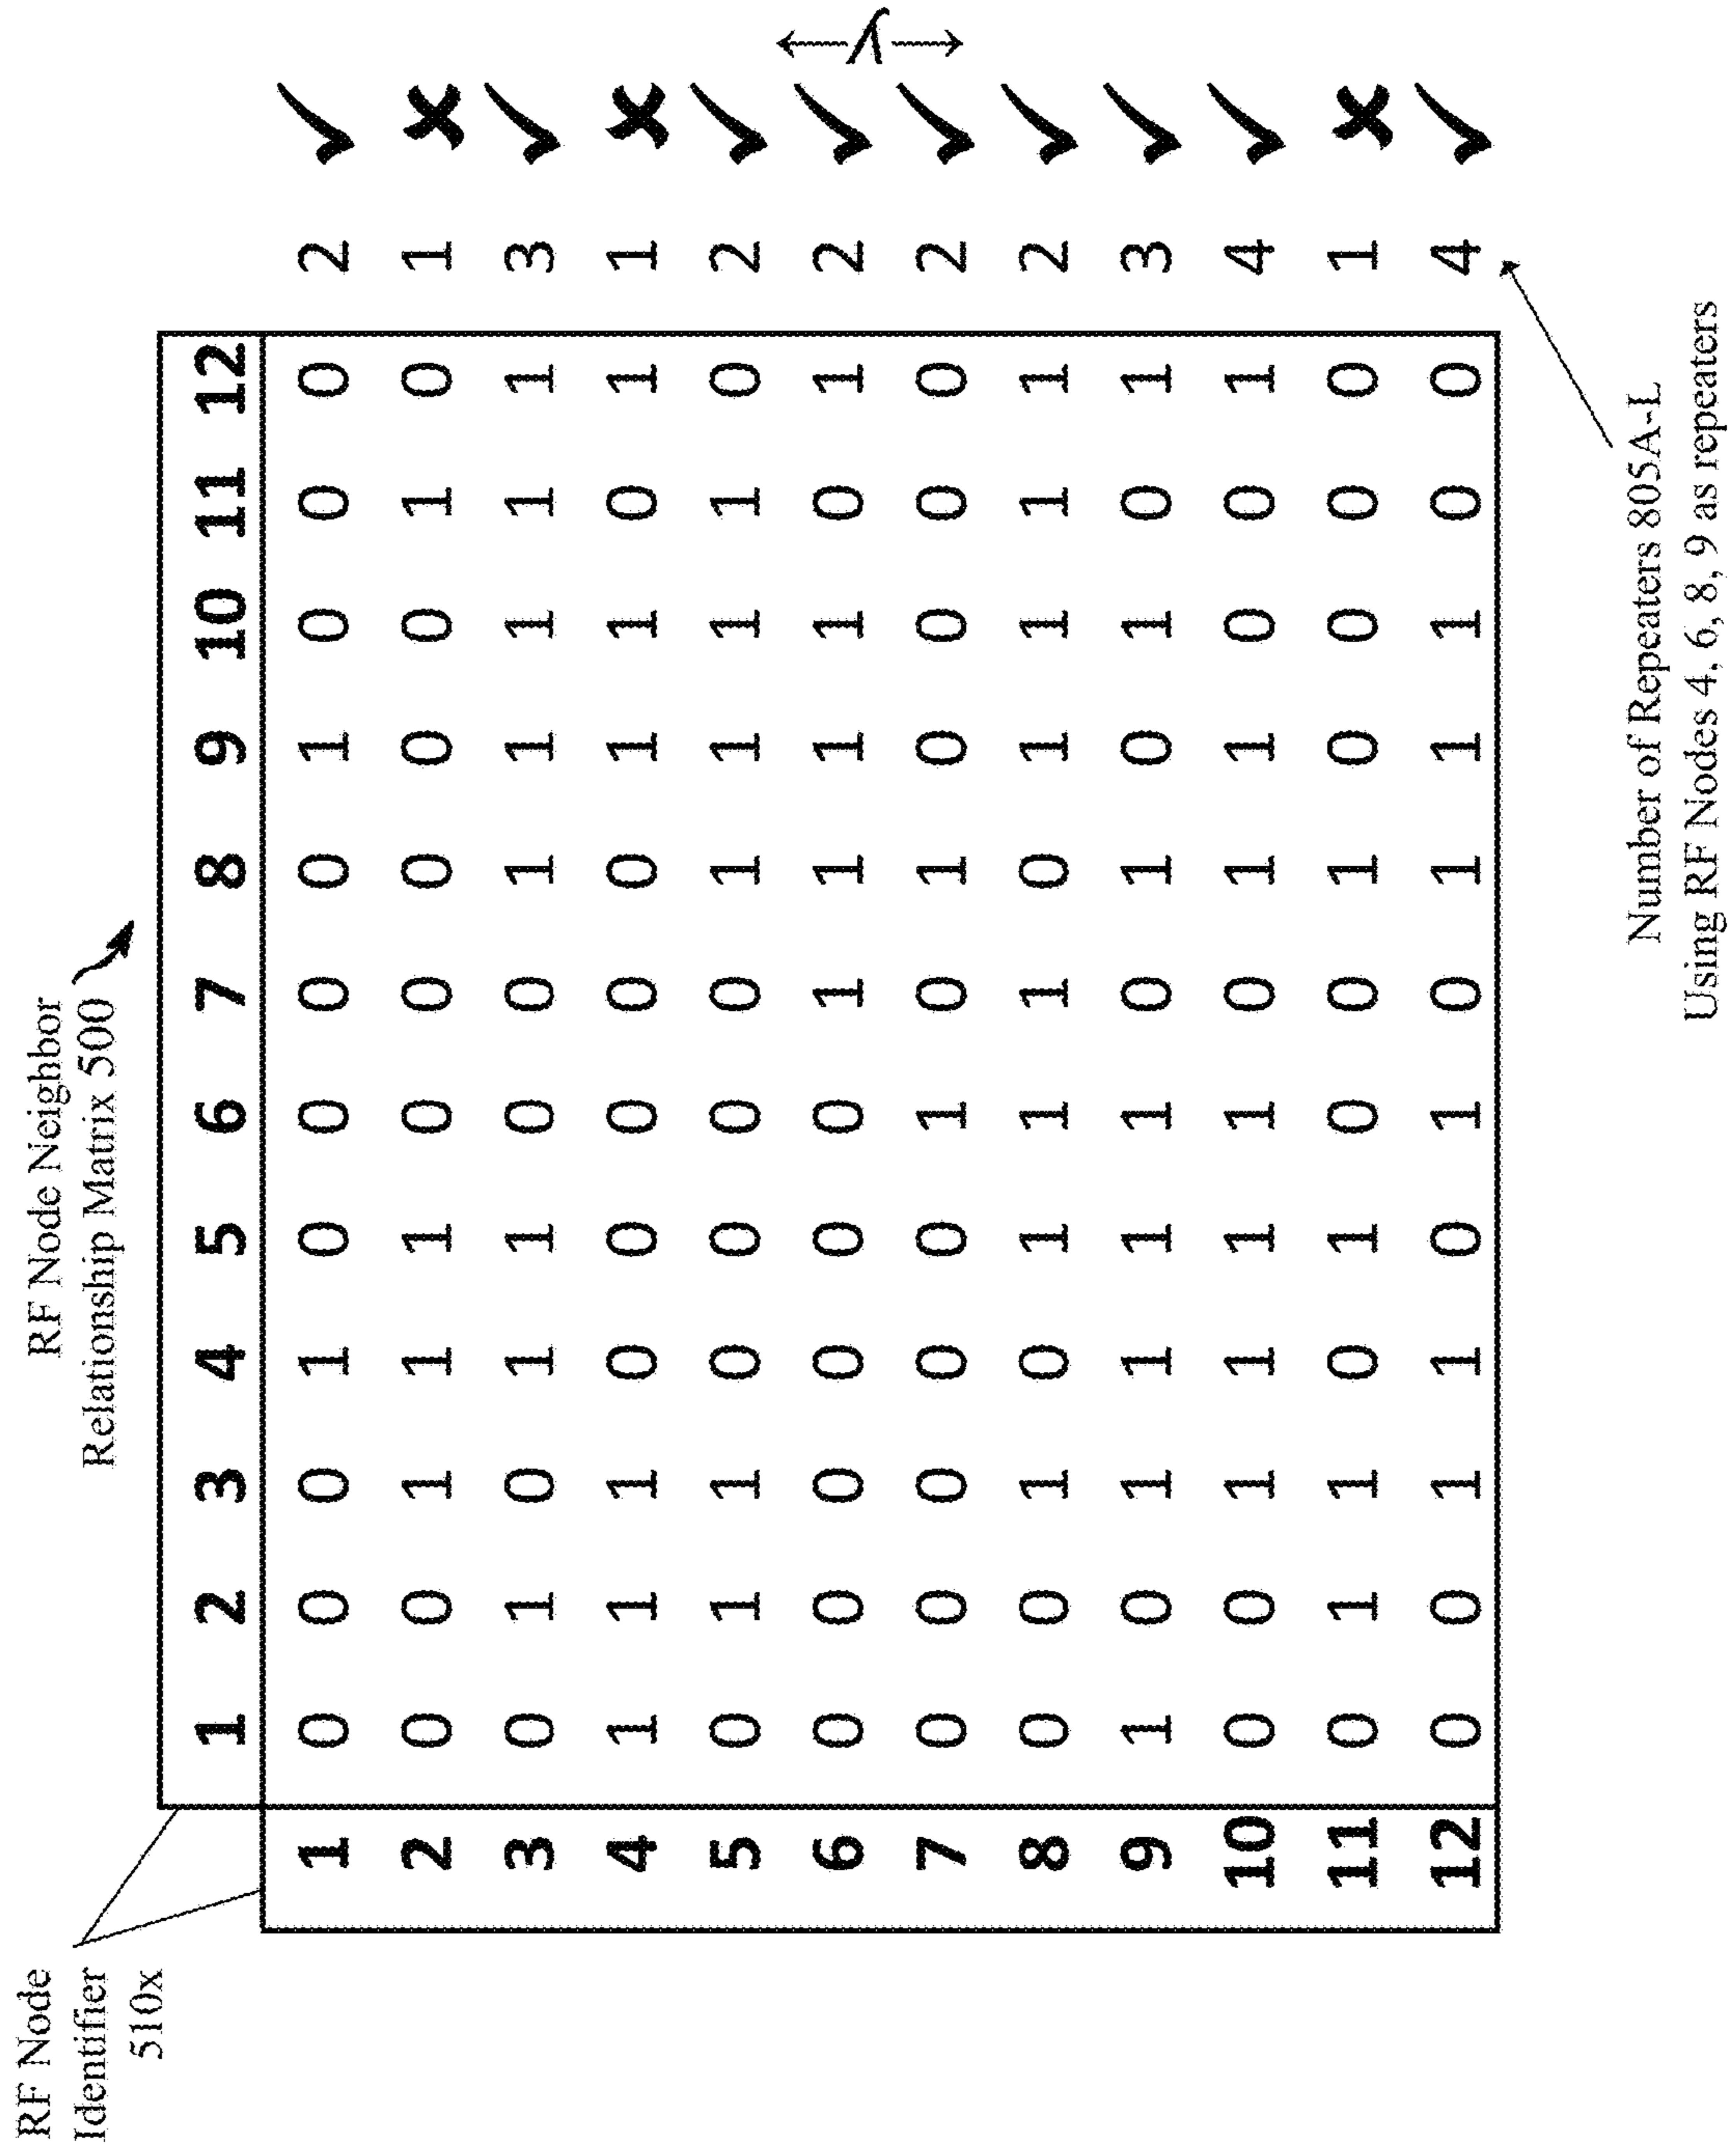 RF Node
Identifier
510x
RF Node Neighbor
Relationship Matrix 500
1 2 3 4 5 6 7 8 9 10 11 12
1 0 0 0 1 0 0 0 0 1 0 0 0 2 ✓
2 0 0 1 1 1 0 0 0 0 0 1 0 1 ✗
3 0 1 0 1 1 0 0 1 1 1 1 1 3 ✓
4 1 1 1 0 0 0 0 0 1 1 0 1 1 ✗
5 0 1 1 0 0 0 0 1 1 1 1 0 2 ✓
6 0 0 0 0 0 0 1 1 1 1 0 1 2 ✓
7 0 0 0 0 0 1 0 1 0 0 0 0 2 ✓
8 0 0 1 0 1 1 1 0 1 1 1 1 2 ✓
9 1 0 1 1 1 1 0 1 0 1 0 1 3 ✓
10 0 0 1 1 1 1 0 1 1 0 0 1 4 ✓
11 0 1 1 0 1 0 0 1 0 0 0 0 1 ✗
12 0 0 1 1 0 1 0 1 1 1 0 0 4 ✓
y
Number of Repeaters 805A-L
Using RF Nodes 4, 6, 8, 9 as repeaters